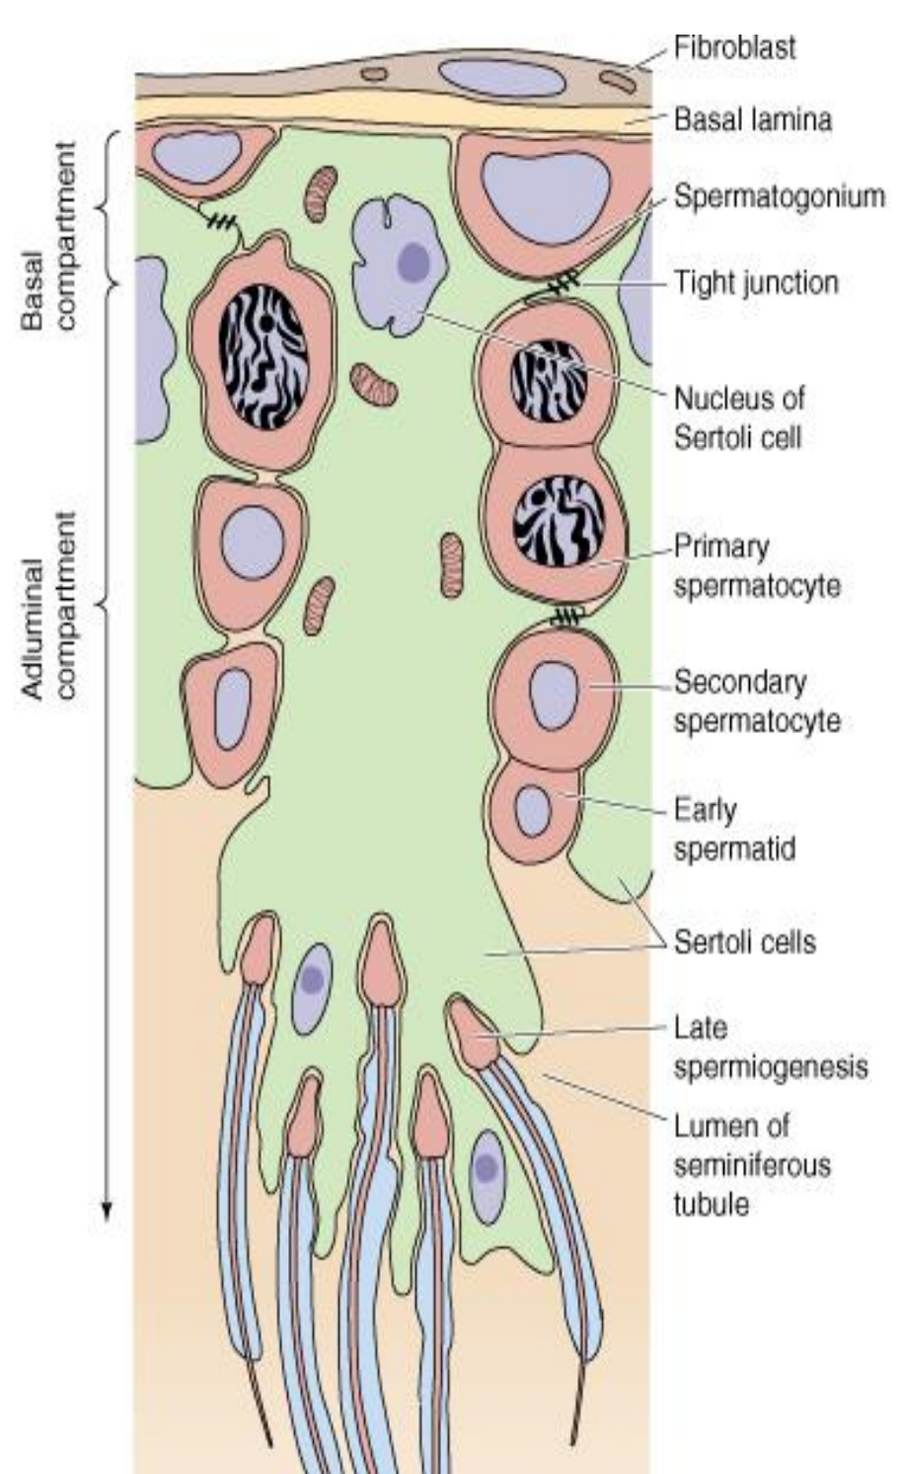 Fibroblast
Basal lamina
Basal
compartment
Spermatogonium
Tight junction
Nucleus of
Sertoli cell
Adluminal
compartment
Primary
spermatocyte
Secondary
spermatocyte
Early
spermatid
Sertoli cells
Late
spermiogenesis
Lumen of
seminiferous
tubule